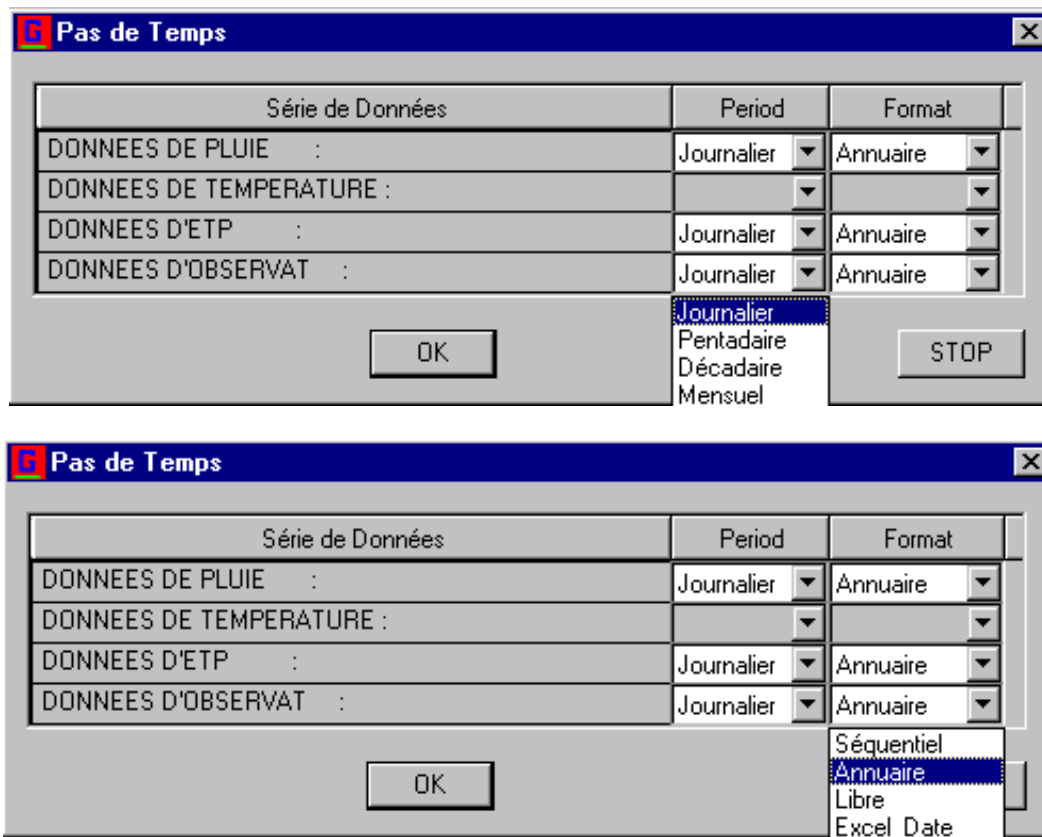 G Pas de Temps
Série de Données Period Format
DONNEES DE PLUIE : Journalier Annuaire
DONNEES DE TEMPERATURE :
DONNEES D'ETP : Journalier Annuaire
DONNEES D'OBSERVAT : Journalier Annuaire
Journalier
Pentadaire
Décadaire
Mensuel
OK STOP
G Pas de Temps
Série de Données Period Format
DONNEES DE PLUIE : Journalier Annuaire
DONNEES DE TEMPERATURE :
DONNEES D'ETP : Journalier Annuaire
DONNEES D'OBSERVAT : Journalier Annuaire
Séquentiel
Annuaire
Libre
Excel_Date
OK